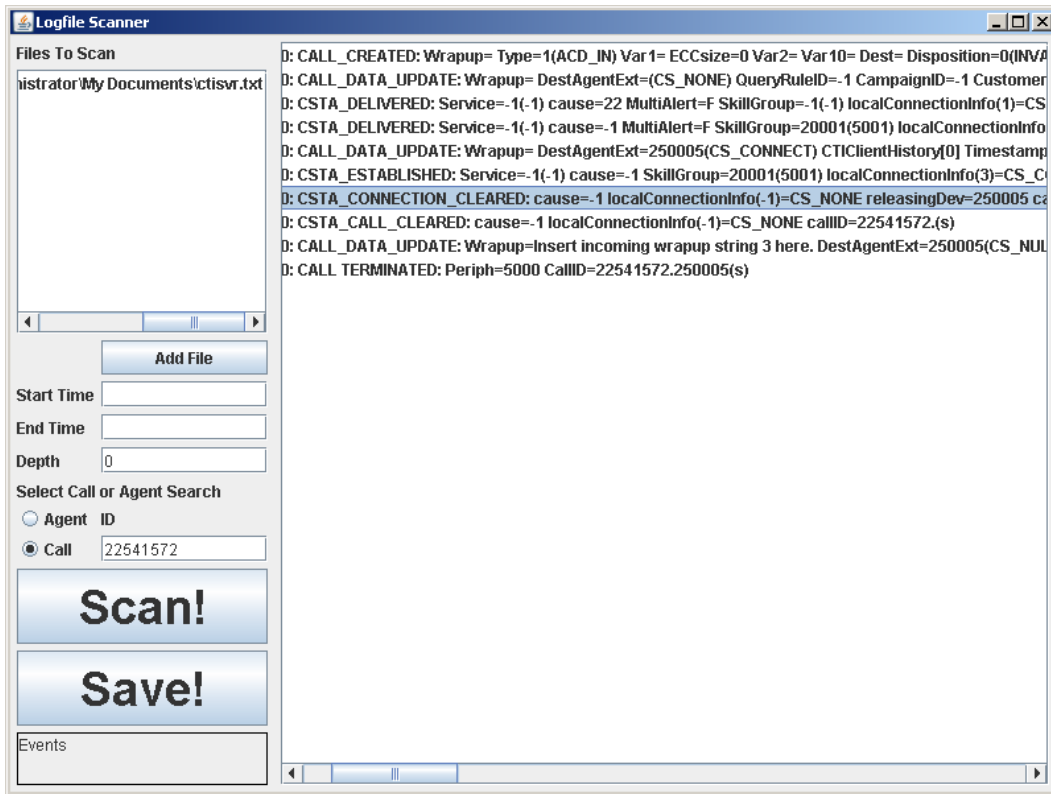 Logfile Scanner
Files To Scan
nistrator\My Documents\ctisvr.txt
Add File
Start Time
End Time
Depth 0
Select Call or Agent Search
Agent ID
Call 22541572
Scan!
Save!
Events
0: CALL_CREATED: Wrapup= Type=1(ACD_IN) Var1= ECCsize=0 Var2= Var10= Dest= Disposition=0(INVA
0: CALL_DATA_UPDATE: Wrapup= DestAgentExt=(CS_NONE) QueryRuleID=-1 CampaignID=-1 Customer
0: CSTA_DELIVERED: Service=-1(-1) cause=22 MultiAlert=F SkillGroup=-1(-1) localConnectionInfo(1)=CS
0: CSTA_DELIVERED: Service=-1(-1) cause=-1 MultiAlert=F SkillGroup=20001(5001) localConnectionInfo
0: CALL_DATA_UPDATE: Wrapup= DestAgentExt=250005(CS_CONNECT) CTIClientHistory[0] Timestamp
0: CSTA_ESTABLISHED: Service=-1(-1) cause=-1 SkillGroup=20001(5001) localConnectionInfo(3)=CS_C
0: CSTA_CONNECTION_CLEARED: cause=-1 localConnectionInfo(-1)=CS_NONE releasingDev=250005 ca
0: CSTA_CALL_CLEARED: cause=-1 localConnectionInfo(-1)=CS_NONE callID=22541572.(s)
0: CALL_DATA_UPDATE: Wrapup=Insert incoming wrapup string 3 here. DestAgentExt=250005(CS_NUL
0: CALL TERMINATED: Periph=5000 CallID=22541572.250005(s)